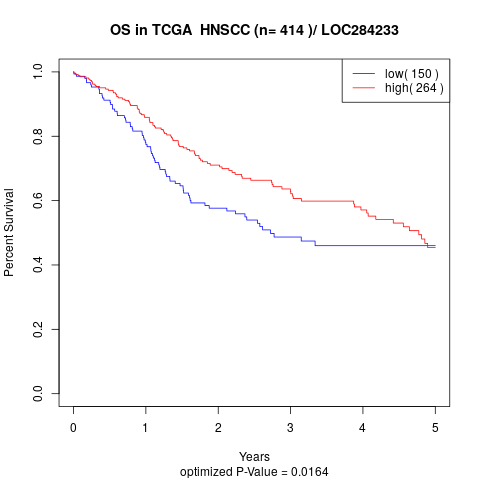 OS in TCGA  HNSCC (n= 414 )/ LOC284233
low( 150 )
high( 264 )
Percent Survival
1.0
0.8
0.6
0.4
0.2
0.0
0 1 2 3 4 5
Years
optimized P-Value = 0.0164